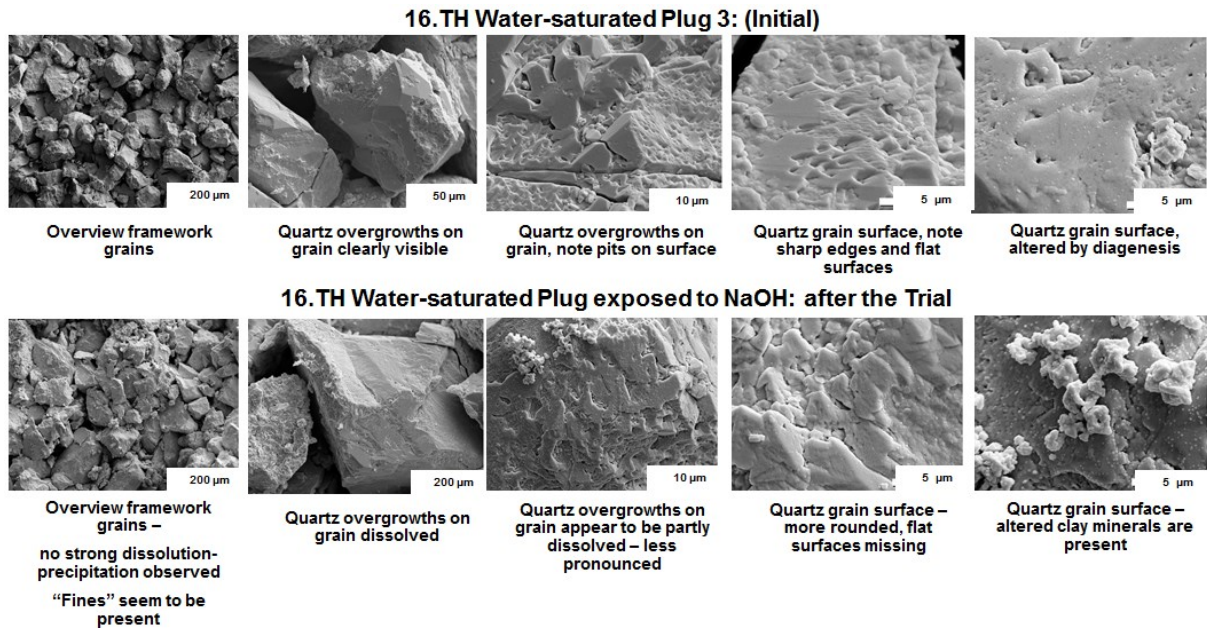 16.TH Water-saturated Plug 3: (Initial)
200 µm
50 µm
10 µm
5 µm
5 µm
Overview framework
grains
Quartz overgrowths on
grain clearly visible
Quartz overgrowths on
grain, note pits on surface
Quartz grain surface, note
sharp edges and flat
surfaces
Quartz grain surface,
altered by diagenesis
16.TH Water-saturated Plug exposed to NaOH: after the Trial
200 µm
200 µm
10 µm
5 µm
5 µm
Overview framework
grains –
no strong dissolution-
precipitation observed
“Fines” seem to be
present
Quartz overgrowths on
grain dissolved
Quartz overgrowths on
grain appear to be partly
dissolved – less
pronounced
Quartz grain surface –
more rounded, flat
surfaces missing
Quartz grain surface –
altered clay minerals are
present